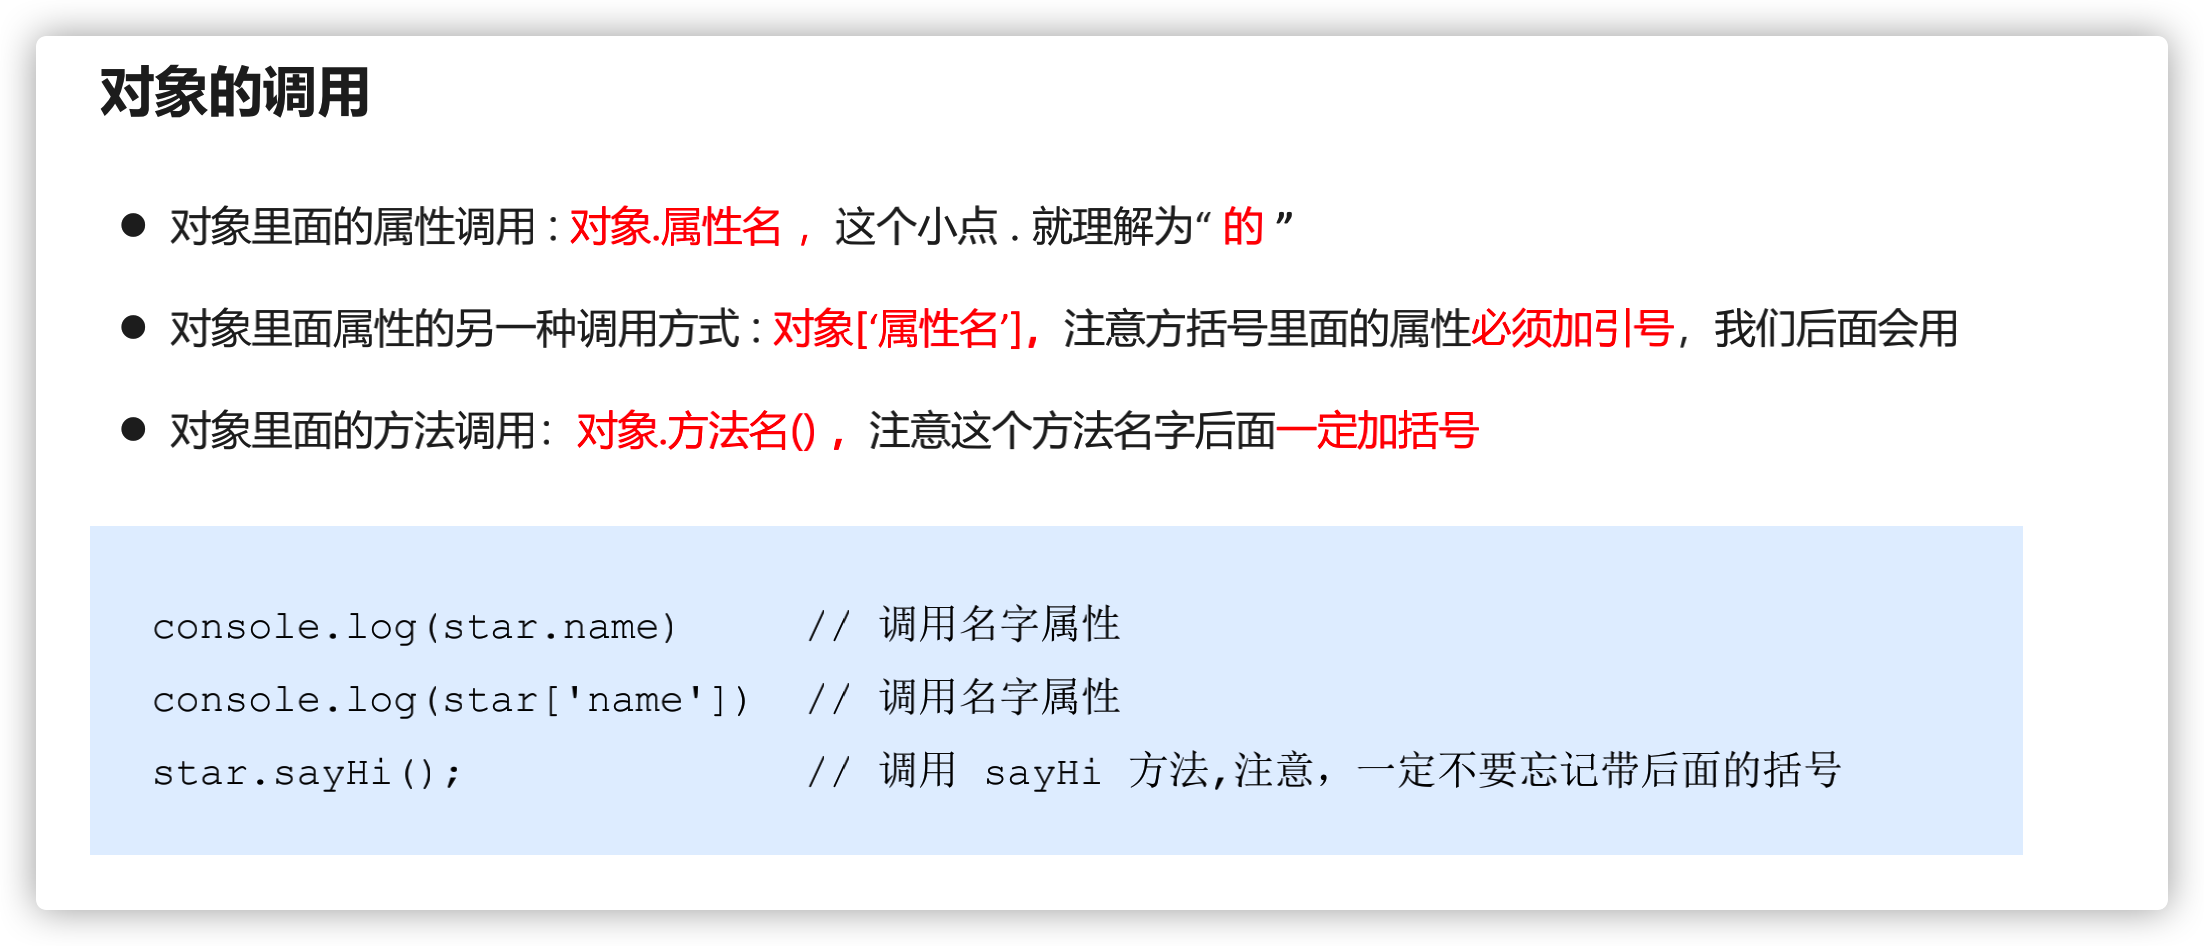 对象的调用
● 对象里面的属性调用 : 对象.属性名 ，这个小点 . 就理解为“ 的 ”
● 对象里面属性的另一种调用方式 : 对象[‘属性名’]，注意方括号里面的属性必须加引号，我们后面会用
● 对象里面的方法调用：对象.方法名() ，注意这个方法名字后面一定加括号
console.log(star.name) // 调用名字属性
console.log(star['name']) // 调用名字属性
star.sayHi(); // 调用 sayHi 方法,注意，一定不要忘记带后面的括号